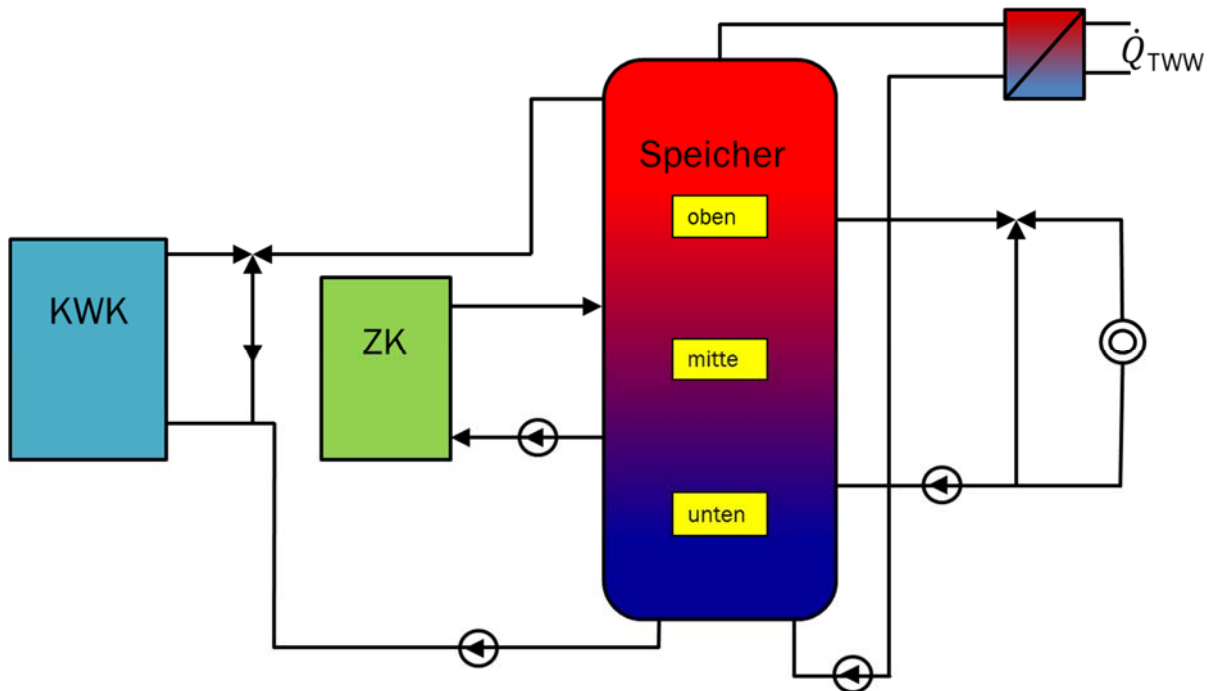 Q̇TWW
Speicher
oben
KWK
ZK
mitte
unten